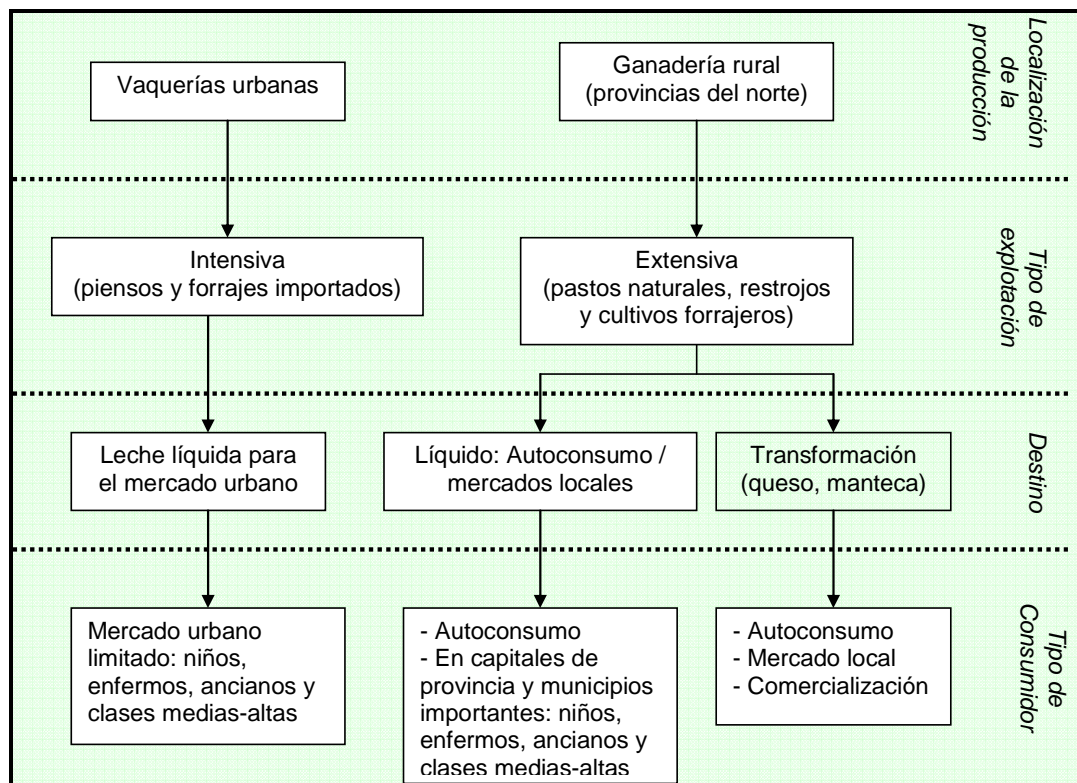 Vaquerías urbanas
Ganadería rural
(provincias del norte)
Localización
de la
producción
Intensiva
(piensos y forrajes importados)
Extensiva
(pastos naturales, restrojos
y cultivos forrajeros)
Tipo de
explotación
Leche líquida para
el mercado urbano
Líquido: Autoconsumo /
mercados locales
Transformación
(queso, manteca)
Destino
Mercado urbano
limitado: niños,
enfermos, ancianos y
clases medias-altas
- Autoconsumo
- En capitales de
provincia y municipios
importantes: niños,
enfermos, ancianos y
clases medias-altas
- Autoconsumo
- Mercado local
- Comercialización
Tipo de
Consumidor